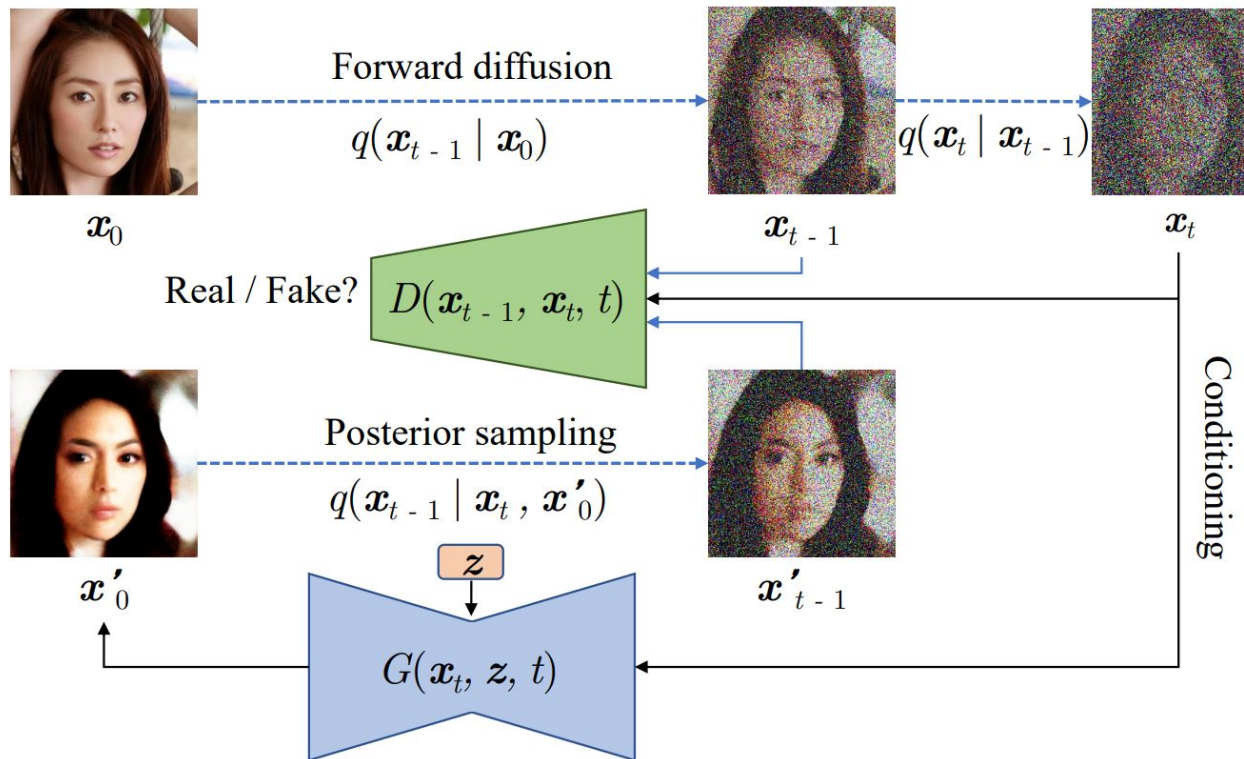 Forward diffusion
q(x_{t - 1} | x_0)
q(x_t | x_{t-1})
x_0
x_{t - 1}
x_t
Real / Fake?
D(x_{t - 1}, x_t, t)
Conditioning
Posterior sampling
q(x_{t - 1} | x_t , x'_0)
z
x'_0
x'_{t - 1}
G(x_t, z, t)